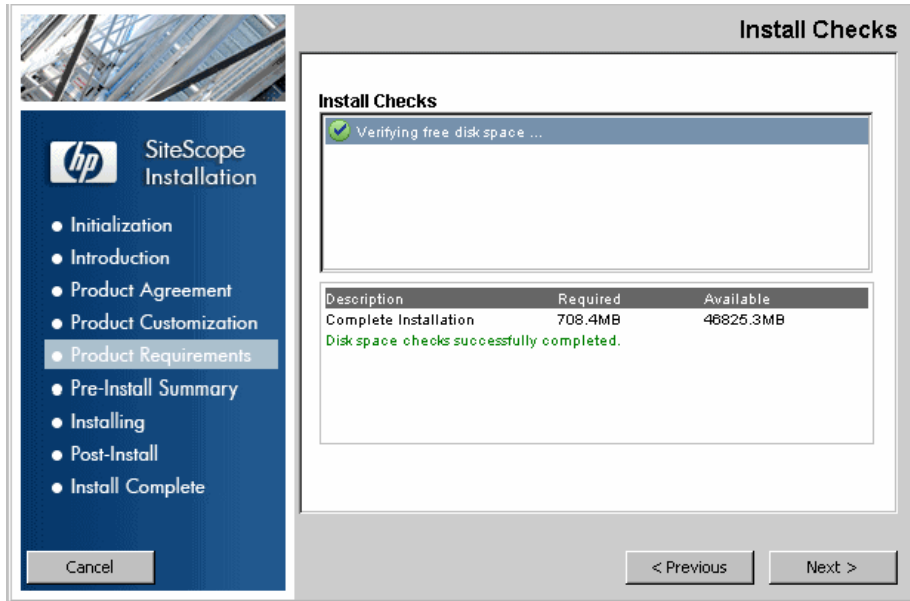 Install Checks
hp
SiteScope
Installation
Initialization
Introduction
Product Agreement
Product Customization
Product Requirements
Pre-Install Summary
Installing
Post-Install
Install Complete
Cancel
Install Checks
Verifying free disk space ...
Description Required Available
Complete Installation 708.4MB 46825.3MB
Disk space checks successfully completed.
< Previous Next >